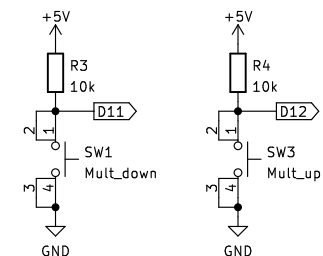 +5V
+5V
R3
10k
R4
10k
D11
D12
2
1
2
1
SW1
Mult_down
SW3
Mult_up
3
4
3
4
GND
GND